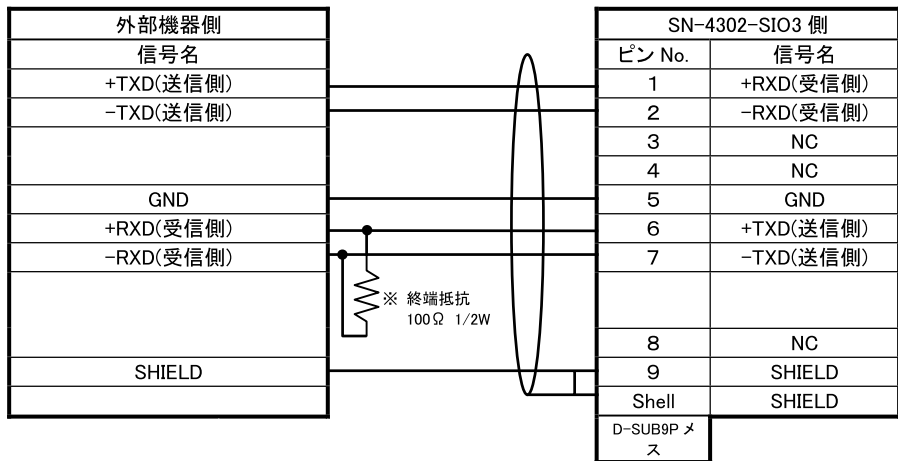 外部機器側
SN-4302-SIO3 側
信号名
ピン No.
信号名
+TXD(送信側)
1
+RXD(受信側)
-TXD(送信側)
2
-RXD(受信側)
3
NC
4
NC
GND
5
GND
+RXD(受信側)
6
+TXD(送信側)
-RXD(受信側)
7
-TXD(送信側)
※ 終端抵抗
100Ω 1/2W
8
NC
SHIELD
9
SHIELD
Shell
SHIELD
D-SUB9P メ
ス